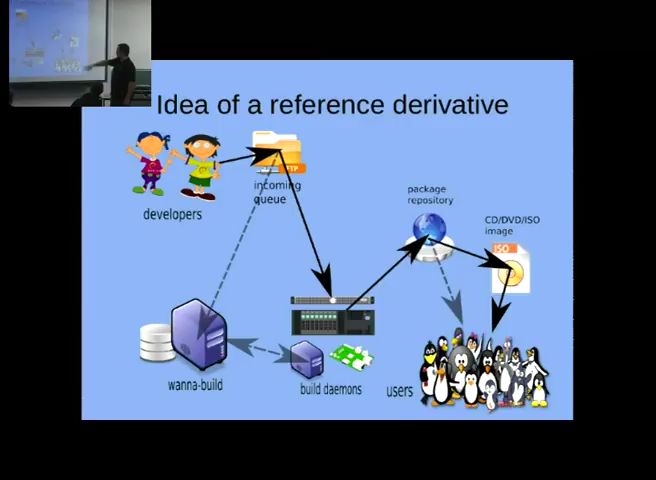 Idea of a reference derivative
FTP
incoming
queue
developers
package
repository
CD/DVD/ISO
image
ISO
wanna-build
build daemons
users